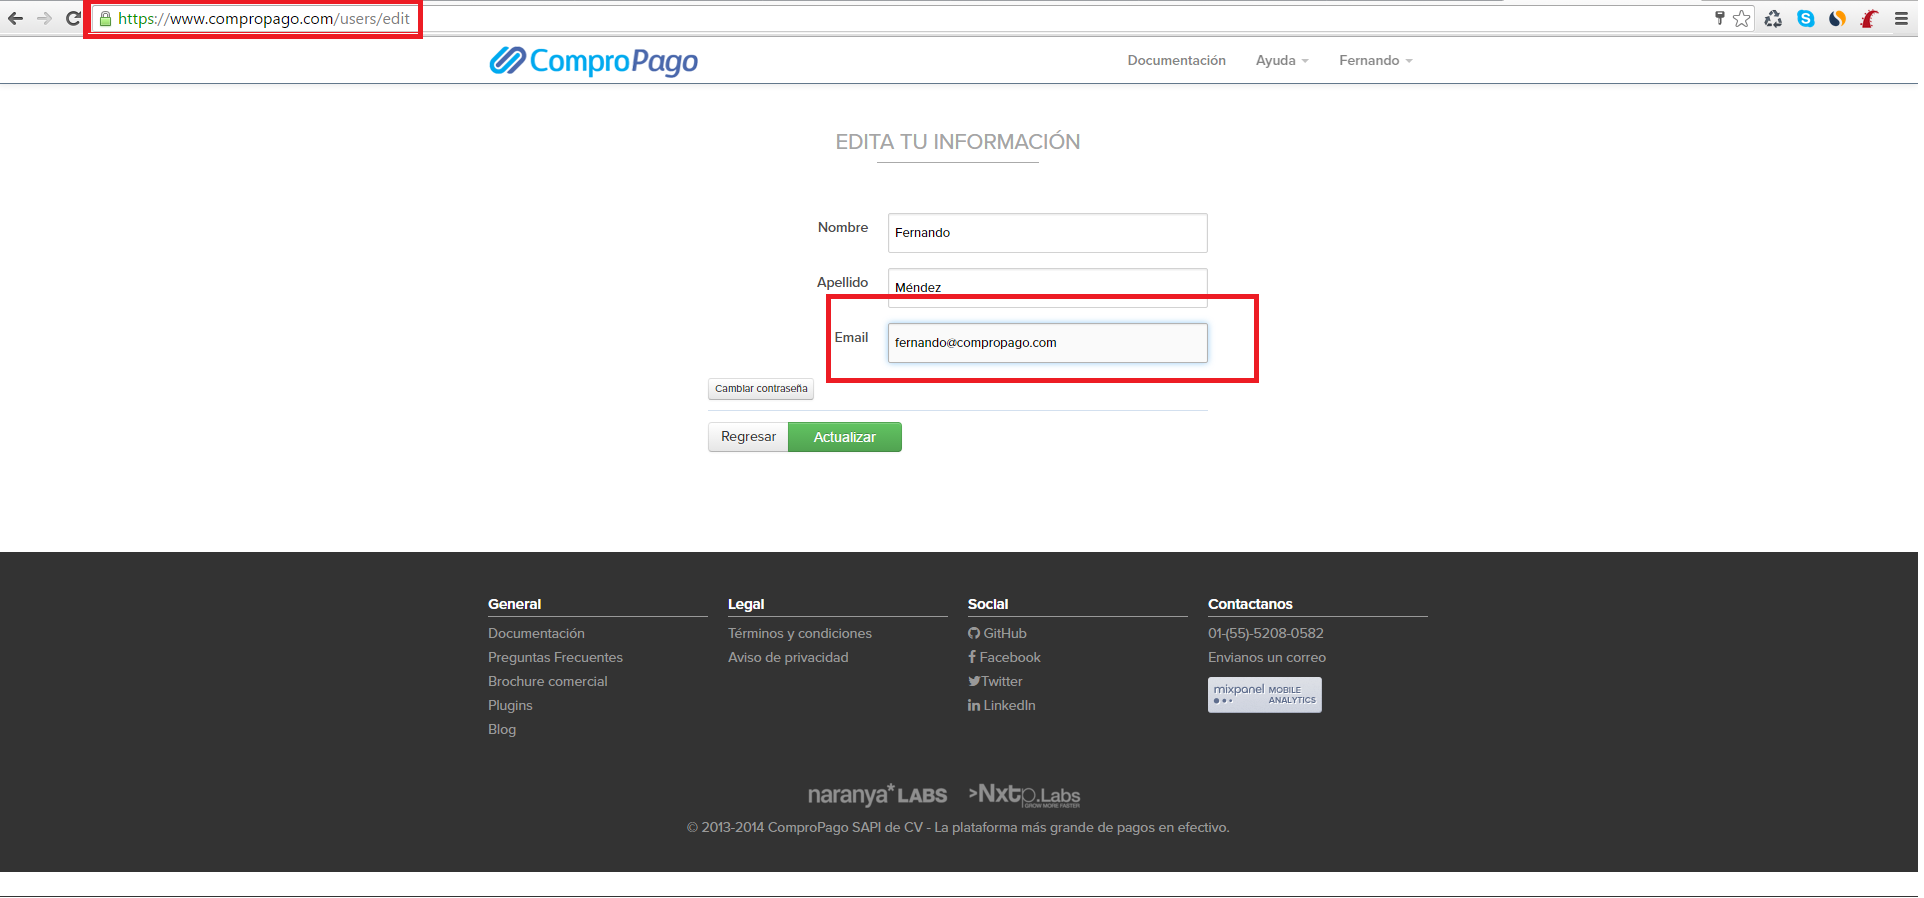 https://www.compropago.com/users/edit
ComproPago
Documentación Ayuda Fernando
EDITA TU INFORMACIÓN
Nombre Fernando
Apellido Méndez
Email fernando@compropago.com
Cambiar contraseña
Regresar Actualizar
General Legal Social Contactanos
Documentación Términos y condiciones GitHub 01-(55)-5208-0582
Preguntas Frecuentes Aviso de privacidad Facebook Envianos un correo
Brochure comercial Twitter mixpanel MOBILE ANALYTICS
Plugins LinkedIn
Blog
naranya*LABS >Nxtp.Labs GROW MORE FASTER
© 2013-2014 ComproPago SAPI de CV - La plataforma más grande de pagos en efectivo.